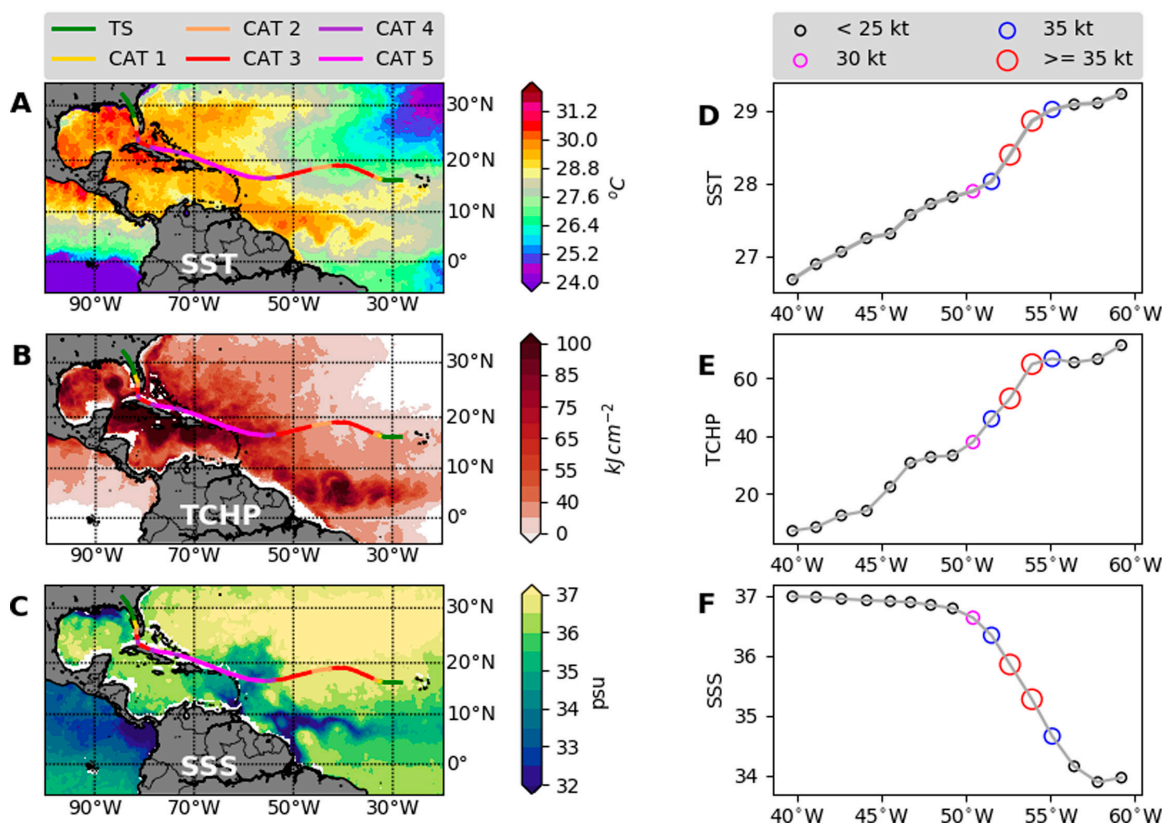 TS CAT 2 CAT 4
CAT 1 CAT 3 CAT 5
< 25 kt 35 kt
30 kt >= 35 kt
A
SST
30°N
20°N
10°N
0°
90°W 70°W 50°W 30°W
31.2
30.0
28.8
27.6
26.4
25.2
24.0
°C
D
SST
29
28
27
40°W 45°W 50°W 55°W 60°W
B
TCHP
30°N
20°N
10°N
0°
90°W 70°W 50°W 30°W
100
85
75
65
55
40
0
kJ cm⁻²
E
TCHP
60
40
20
40°W 45°W 50°W 55°W 60°W
C
SSS
30°N
20°N
10°N
0°
90°W 70°W 50°W 30°W
37
36
35
34
33
32
psu
F
SSS
37
36
35
34
40°W 45°W 50°W 55°W 60°W